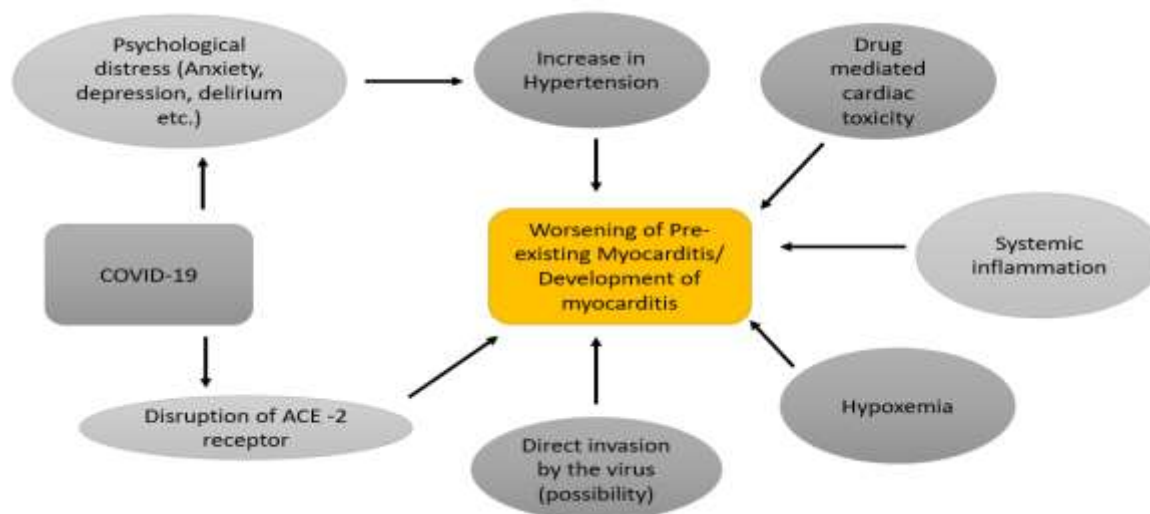 Psychological
distress (Anxiety,
depression, delirium
etc.)
Increase in
Hypertension
Drug
mediated
cardiac
toxicity
COVID-19
Worsening of Pre-
existing Myocarditis/
Development of
myocarditis
Systemic
inflammation
Disruption of ACE -2
receptor
Direct invasion
by the virus
(possibility)
Hypoxemia